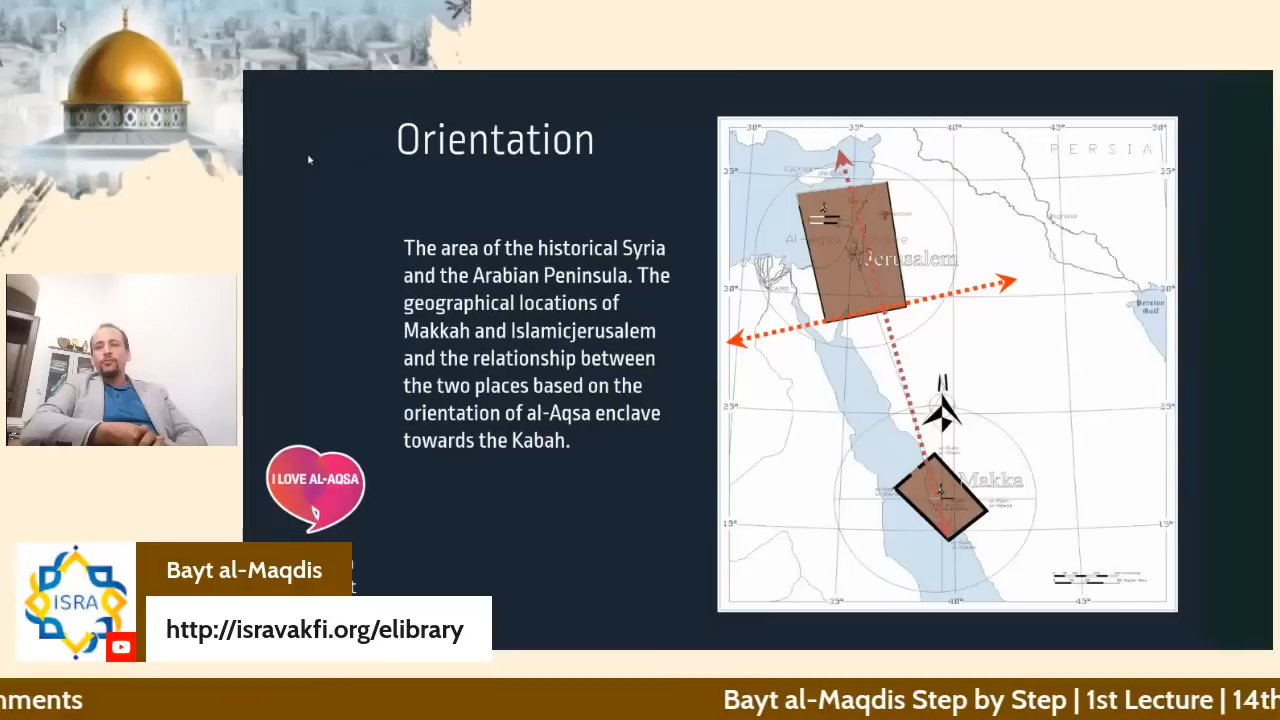 Orientation
The area of the historical Syria
and the Arabian Peninsula. The
geographical locations of
Makkah and Islamicjerusalem
and the relationship between
the two places based on the
orientation of al-Aqsa enclave
towards the Kabah.
PERSIA
Jerusalem
Persian
Gulf
Makka
I LOVE AL-AQSA
ISRA
Bayt al-Maqdis
http://isravakfi.org/elibrary
nments
Bayt al-Maqdis Step by Step | 1st Lecture | 14th